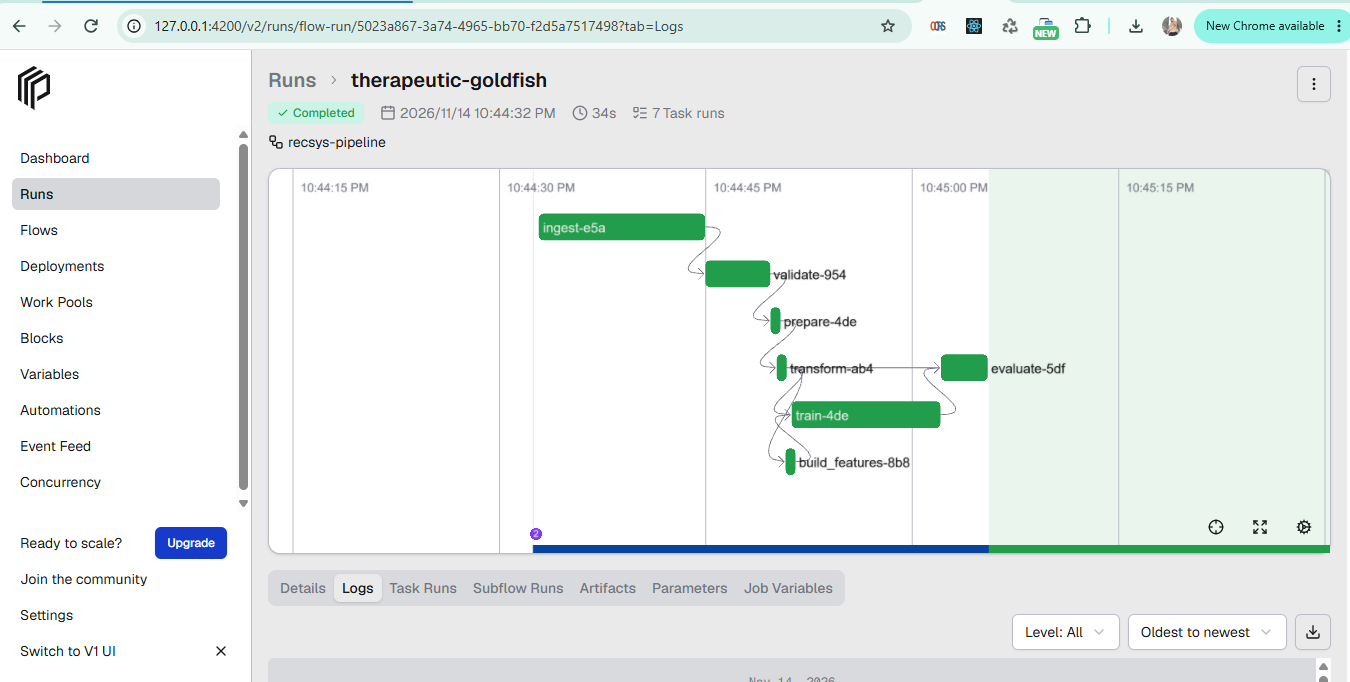 127.0.0.1:4200/v2/runs/flow-run/5023a867-3a74-4965-bb70-f2d5a7517498?tab=Logs
NEW
New Chrome available
Runs > therapeutic-goldfish
Completed 2026/11/14 10:44:32 PM 34s 7 Task runs
recsys-pipeline
Dashboard
Runs
Flows
Deployments
Work Pools
Blocks
Variables
Automations
Event Feed
Concurrency
Ready to scale? Upgrade
Join the community
Settings
Switch to V1 UI
10:44:15 PM 10:44:30 PM 10:44:45 PM 10:45:00 PM 10:45:15 PM
ingest-e5a
validate-954
prepare-4de
transform-ab4 evaluate-5df
train-4de
build_features-8b8
2
Details Logs Task Runs Subflow Runs Artifacts Parameters Job Variables
Level: All Oldest to newest
Nov 14, 2026